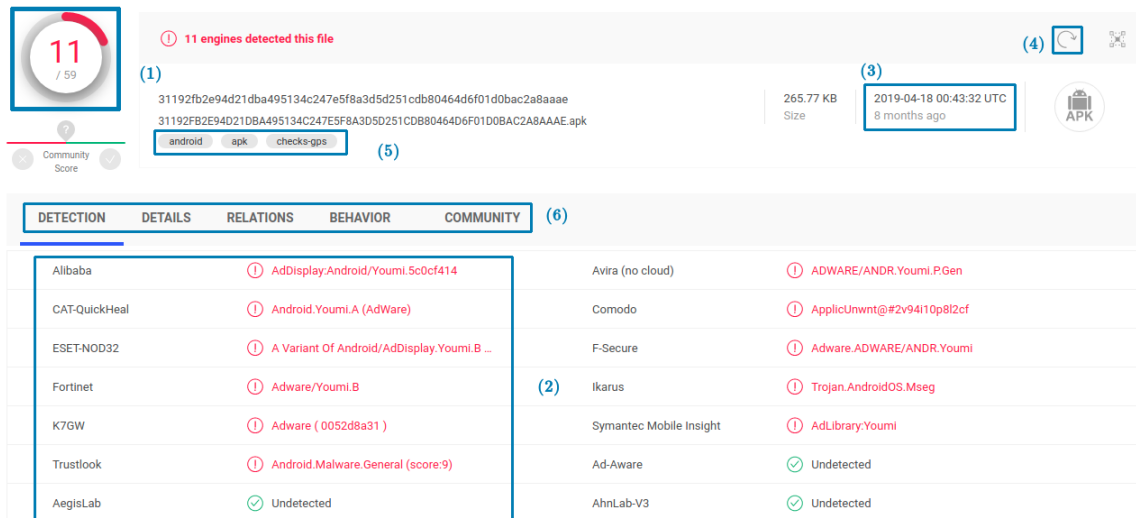 11
/ 59
?
Community
Score
11 engines detected this file
(4)
(1)
(3)
31192fb2e94d21dba495134c247e5f8a3d5d251cdb80464d6f01d0bac2a8aaae
31192FB2E94D21DBA495134C247E5F8A3D5D251CDB80464D6F01D0BAC2A8AAAE.apk
android apk checks-gps
(5)
265.77 KB
Size
2019-04-18 00:43:32 UTC
8 months ago
APK
DETECTION DETAILS RELATIONS BEHAVIOR COMMUNITY (6)
Alibaba AdDisplay:Android/Youmi.5c0cf414 Avira (no cloud) ADWARE/ANDR.Youmi.P.Gen
CAT-QuickHeal Android.Youmi.A (AdWare) Comodo ApplicUnwnt@#2v94i10p8l2cf
ESET-NOD32 A Variant Of Android/AdDisplay.Youmi.B ... F-Secure Adware.ADWARE/ANDR.Youmi
Fortinet Adware/Youmi.B (2) Ikarus Trojan.AndroidOS.Mseg
K7GW Adware ( 0052d8a31 ) Symantec Mobile Insight AdLibrary:Youmi
Trustlook Android.Malware.General (score:9) Ad-Aware Undetected
AegisLab Undetected AhnLab-V3 Undetected